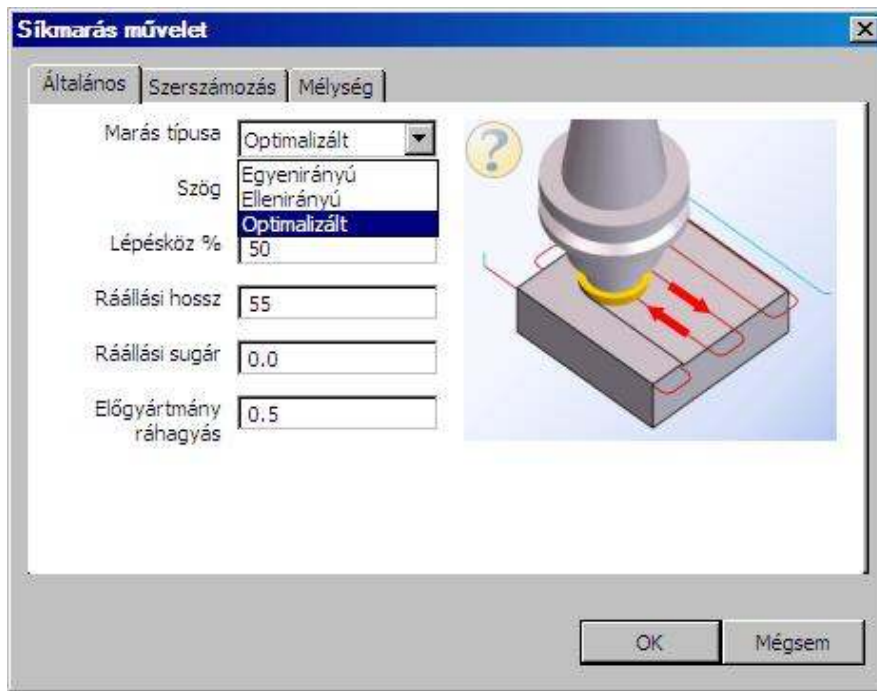 Síkmarás művelet
Általános Szerszámozás Mélység
Marás típusa Optimalizált
Egyenirányú
Szög Ellenirányú
Optimalizált
Lépésköz % 50
Ráállási hossz 55
Ráállási sugár 0.0
Előgyártmány ráhagyás 0.5
?
OK Mégsem